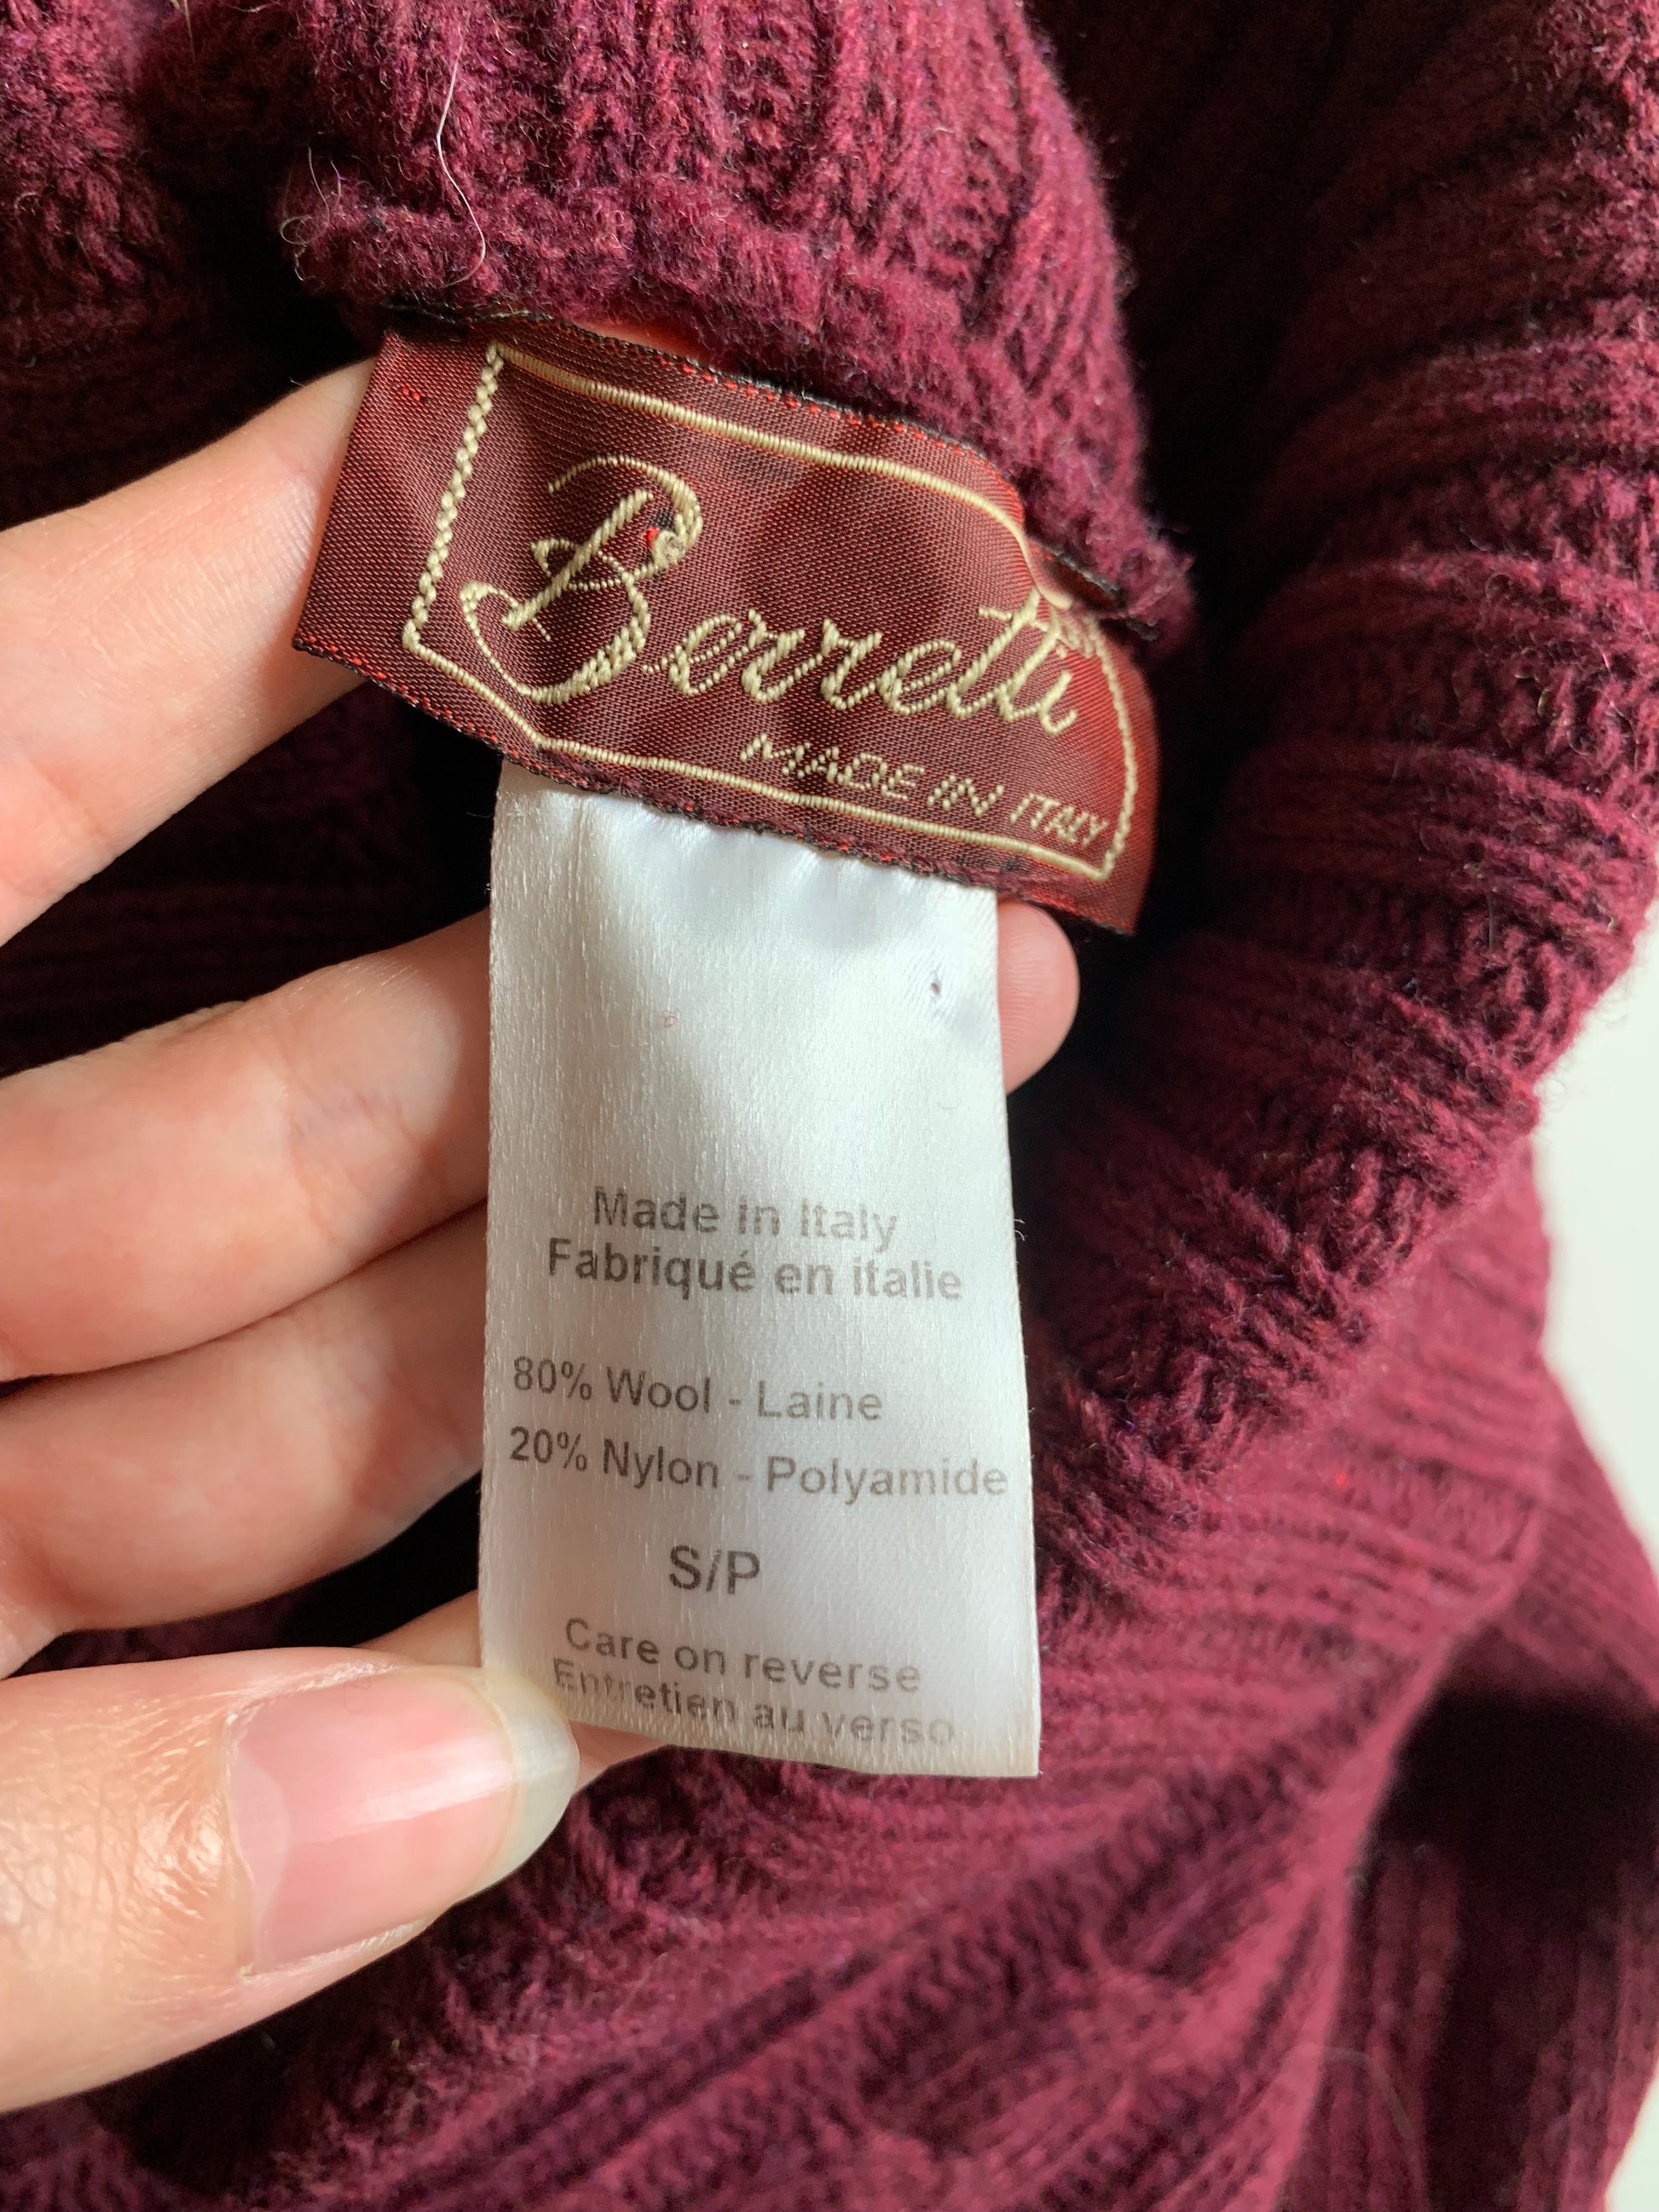 Berretti
MADE IN ITALY
Made in Italy
Fabriqué en italie
80% Wool - Laine
20% Nylon - Polyamide
S/P
Care on reverse
Entretien au verso